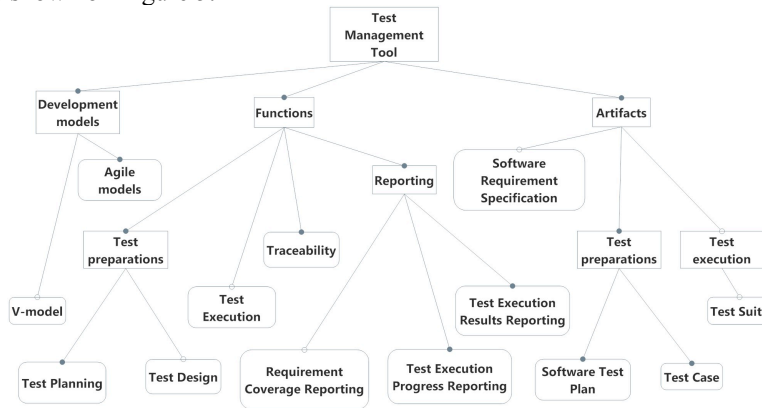 Test
Management
Tool
Development
models
Functions
Artifacts
Agile
models
Reporting
Software
Requirement
Specification
Test
preparations
Traceability
Test
preparations
Test
execution
V-model
Test
Execution
Test Execution
Results Reporting
Test Suit
Test Planning
Test Design
Requirement
Coverage Reporting
Test Execution
Progress Reporting
Software Test
Plan
Test Case